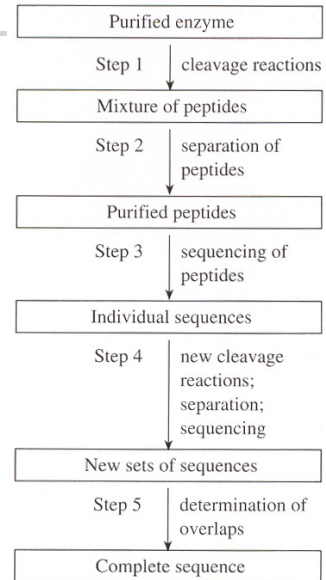 Purified enzyme
Step 1 cleavage reactions
Mixture of peptides
Step 2 separation of
peptides
Purified peptides
Step 3 sequencing of
peptides
Individual sequences
Step 4 new cleavage
reactions;
separation;
sequencing
New sets of sequences
Step 5 determination of
overlaps
Complete sequence